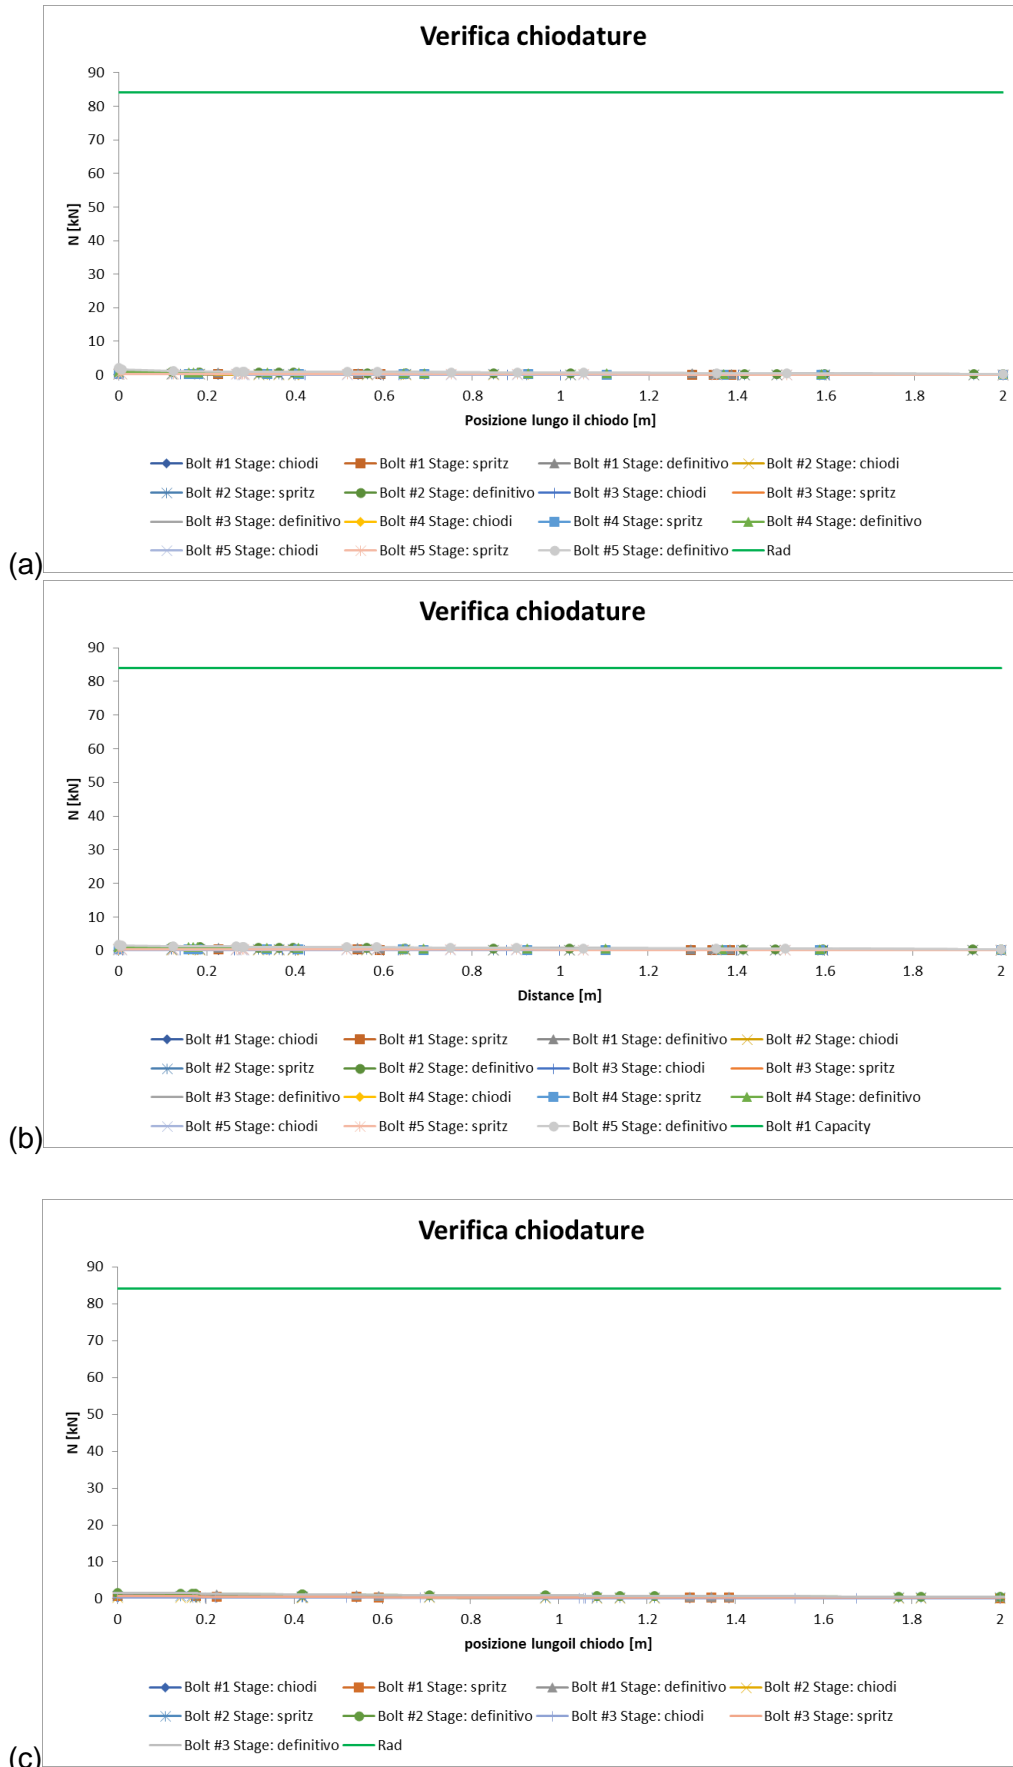 Verifica chiodature
90
80
70
60
50
40
30
20
10
0
N [kN]
0 0.2 0.4 0.6 0.8 1 1.2 1.4 1.6 1.8 2
Posizione lungo il chiodo [m]
Bolt #1 Stage: chiodi Bolt #1 Stage: spritz Bolt #1 Stage: definitivo Bolt #2 Stage: chiodi
Bolt #2 Stage: spritz Bolt #2 Stage: definitivo Bolt #3 Stage: chiodi Bolt #3 Stage: spritz
Bolt #3 Stage: definitivo Bolt #4 Stage: chiodi Bolt #4 Stage: spritz Bolt #4 Stage: definitivo
Bolt #5 Stage: chiodi Bolt #5 Stage: spritz Bolt #5 Stage: definitivo Rad
(a)
Verifica chiodature
90
80
70
60
50
40
30
20
10
0
N [kN]
0 0.2 0.4 0.6 0.8 1 1.2 1.4 1.6 1.8 2
Distance [m]
Bolt #1 Stage: chiodi Bolt #1 Stage: spritz Bolt #1 Stage: definitivo Bolt #2 Stage: chiodi
Bolt #2 Stage: spritz Bolt #2 Stage: definitivo Bolt #3 Stage: chiodi Bolt #3 Stage: spritz
Bolt #3 Stage: definitivo Bolt #4 Stage: chiodi Bolt #4 Stage: spritz Bolt #4 Stage: definitivo
Bolt #5 Stage: chiodi Bolt #5 Stage: spritz Bolt #5 Stage: definitivo Bolt #1 Capacity
(b)
Verifica chiodature
90
80
70
60
50
40
30
20
10
0
N [kN]
0 0.2 0.4 0.6 0.8 1 1.2 1.4 1.6 1.8 2
posizione lungoil chiodo [m]
Bolt #1 Stage: chiodi Bolt #1 Stage: spritz Bolt #1 Stage: definitivo Bolt #2 Stage: chiodi
Bolt #2 Stage: spritz Bolt #2 Stage: definitivo Bolt #3 Stage: chiodi Bolt #3 Stage: spritz
Bolt #3 Stage: definitivo Rad
(c)